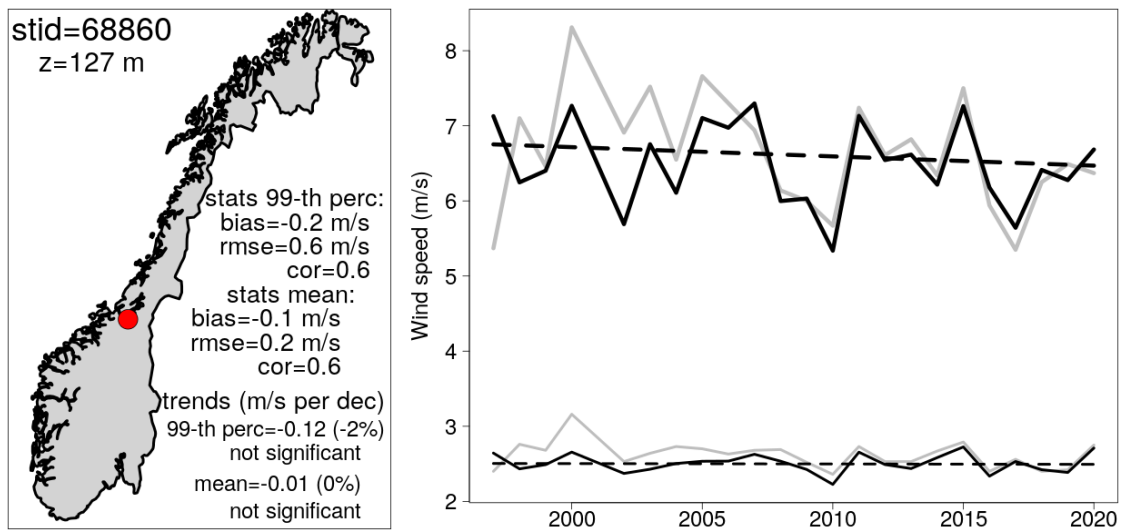 stid=68860
z=127 m
stats 99-th perc:
bias=-0.2 m/s
rmse=0.6 m/s
cor=0.6
stats mean:
bias=-0.1 m/s
rmse=0.2 m/s
cor=0.6
trends (m/s per dec)
99-th perc=-0.12 (-2%)
not significant
mean=-0.01 (0%)
not significant
Wind speed (m/s)
8
7
6
5
4
3
2
2000 2005 2010 2015 2020